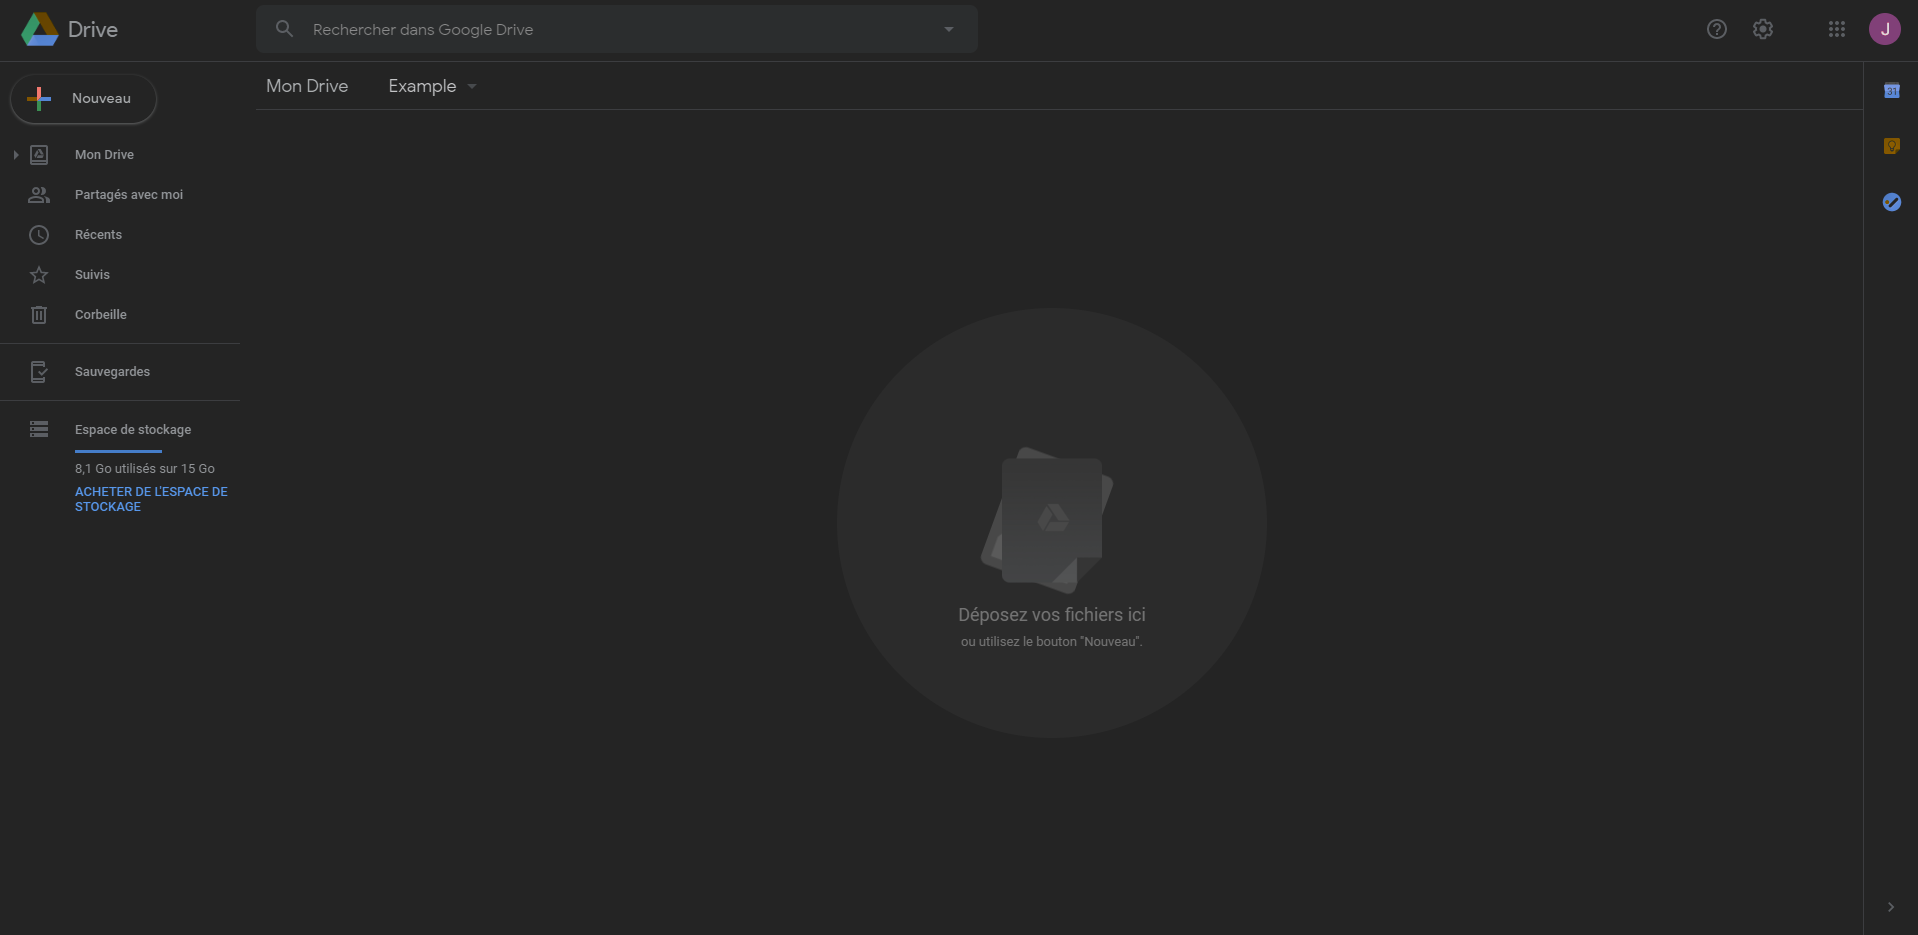 Drive
Rechercher dans Google Drive
J
Nouveau
Mon Drive
Example
31
Mon Drive
Partagés avec moi
Récents
Suivis
Corbeille
Sauvegardes
Espace de stockage
8,1 Go utilisés sur 15 Go
ACHETER DE L'ESPACE DE
STOCKAGE
Déposez vos fichiers ici
ou utilisez le bouton "Nouveau".